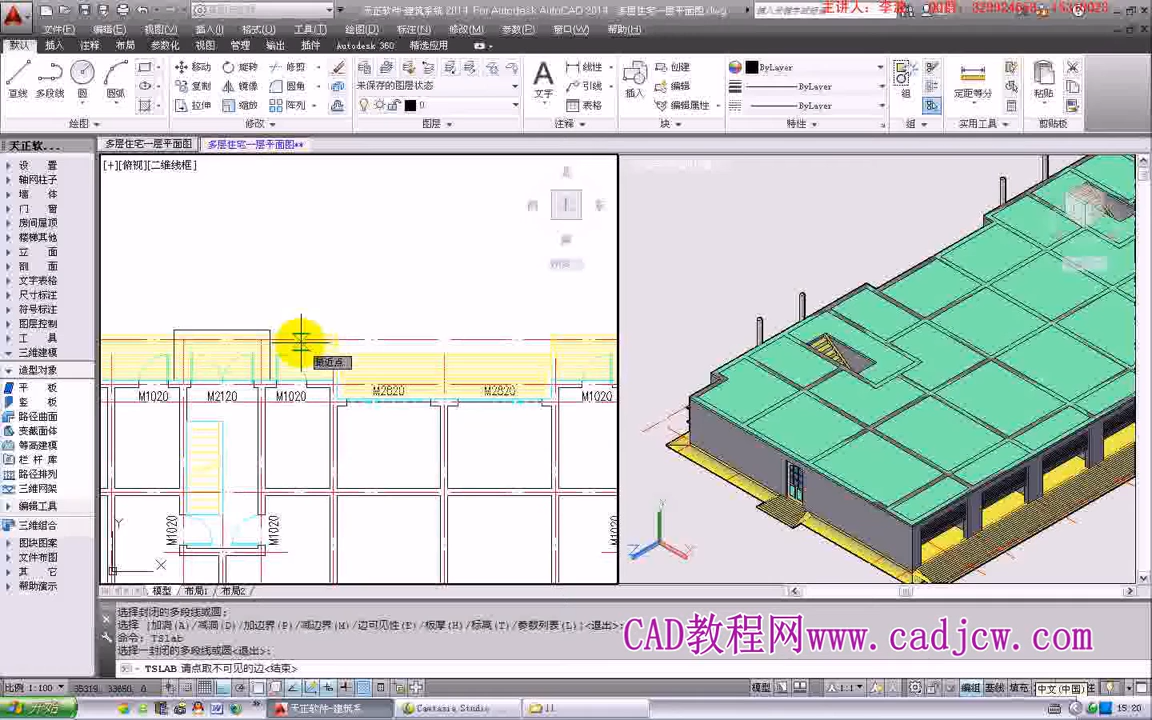 天正软件-建筑系统 2014 For Autodesk AutoCAD 2014 多层住宅一层平面图.dwg
主讲人：李
文件(F) 编辑(E) 视图(V) 插入(I) 格式(O) 工具(T) 绘图(D) 标注(N) 修改(M) 参数(P) 窗口(W) 帮助(H)
默认 插入 注释 布局 参数化 视图 管理 输出 插件 Autodesk 360 精选应用
直线 多段线 圆 圆弧
移动 旋转 修剪
复制 镜像 圆角
拉伸 缩放 阵列
未保存的图层状态
0
文字
线性
引线
表格
插入
创建
编辑
编辑属性
ByLayer
ByLayer
ByLayer
组
定距等分
粘贴
绘图 修改 图层 注释 块 特性 组 实用工具 剪贴板
天正软...
多层住宅一层平面图 多层住宅一层平面图**
[+][俯视][二维线框]
设 置
轴网柱子
墙 体
门 窗
房间屋顶
楼梯其他
立 面
剖 面
文字表格
尺寸标注
符号标注
图层控制
工 具
三维建模
造型对象
平 板
竖 板
路径曲面
变截面体
等高建模
栏杆库
路径排列
三维网架
编辑工具
三维组合
图块图案
文件布图
其 它
帮助演示
最近点
M1020 M2120 M1020 M2820 M2820 M1020
M1020 M1020
Y
X
模型 布局1 布局2
选择封闭的多段线或圆:
选择 [加洞(A)/减洞(D)/加边界(P)/减边界(M)/边可见性(E)/板厚(H)/标高(T)/参数列表(L)]<退出>:
命令: TSlab
选择一封闭的多段线或圆<退出>:
TSLAB 请点取不可见的边<结束>
CAD教程网www.cadjcw.com
比例 1:100
模型
人1:1
编组 基线 填充
中文(中国)
开始
天正软件-建筑系
Camtasia Studio
11
15:20